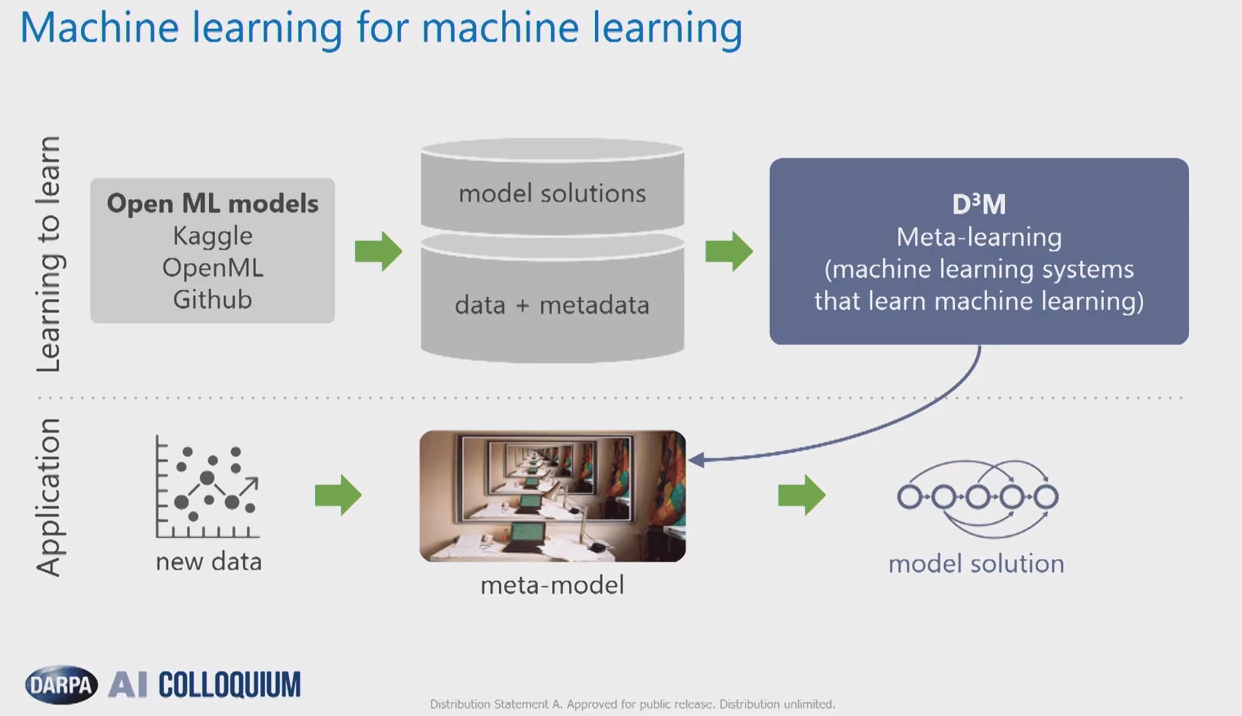 Machine learning for machine learning
Learning to learn
Open ML models
Kaggle
OpenML
Github
model solutions
data + metadata
D³M
Meta-learning
(machine learning systems
that learn machine learning)
Application
new data
meta-model
model solution
DARPA AI COLLOQUIUM
Distribution Statement A. Approved for public release. Distribution unlimited.